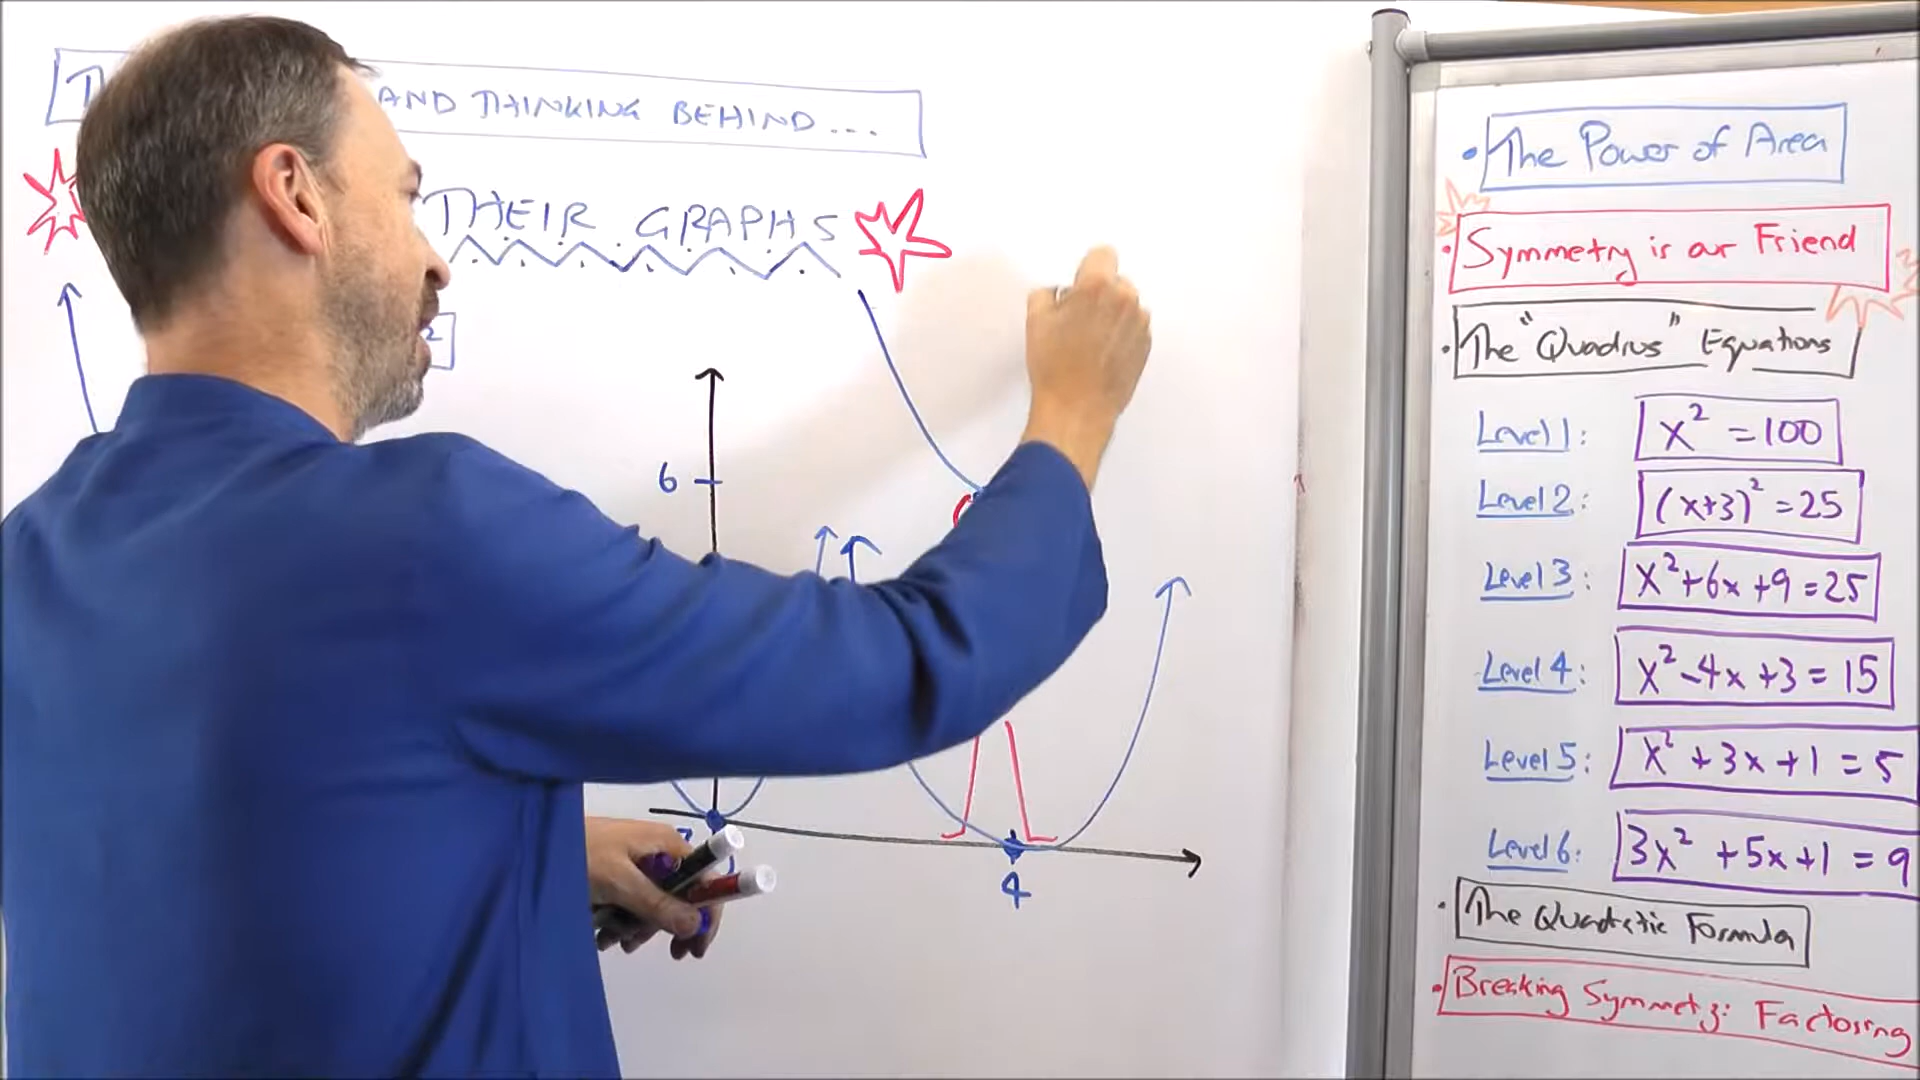 AND THINKING BEHIND...
THEIR GRAPHS
2
6
4
• The Power of Area
• Symmetry is our Friend
• The "Quadrus" Equations
Level 1: x² = 100
Level 2: (x+3)² = 25
Level 3: x²+6x+9=25
Level 4: x²-4x+3 = 15
Level 5: x²+3x+1 = 5
Level 6: 3x²+5x+1 = 9
• The Quadratic Formula
• Breaking Symmetry: Factoring